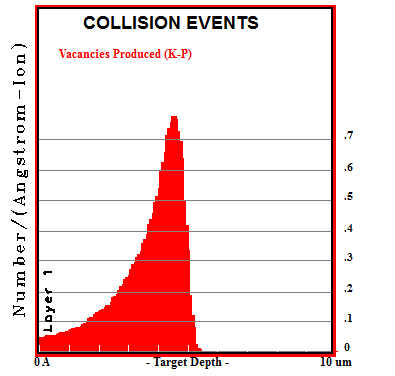 COLLISION EVENTS
Vacancies Produced (K-P)
Number/(Angstrom-Ion)
Layer 1
.7
.6
.5
.4
.3
.2
.1
0
0 A - Target Depth - 10 um